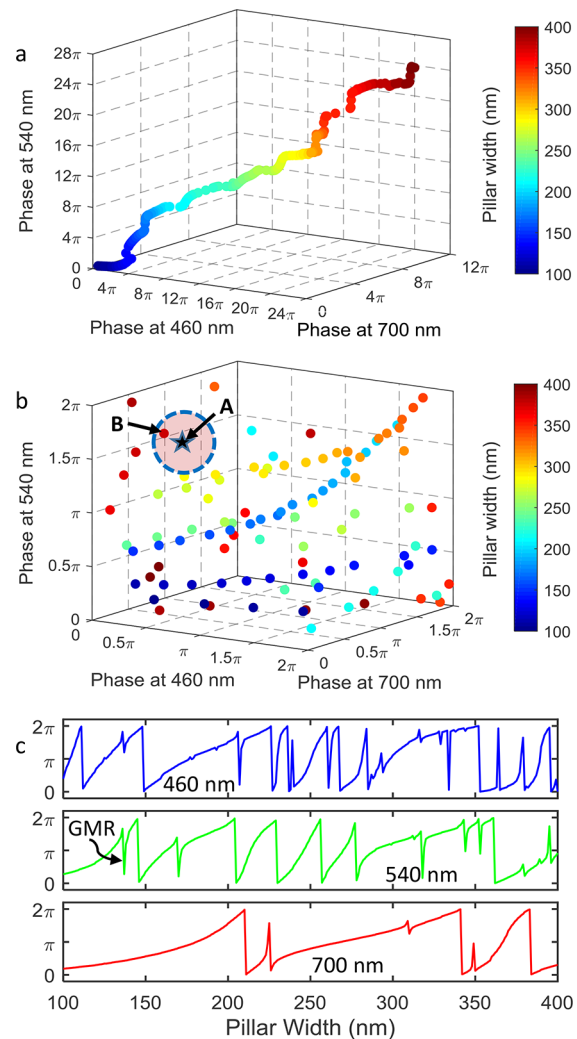 a
Phase at 540 nm
28π
24π
20π
16π
12π
8π
4π
0
0
4π
8π
12π
16π
20π
24π
Phase at 460 nm
0
4π
8π
12π
Phase at 700 nm
Pillar width (nm)
400
350
300
250
200
150
100
b
Phase at 540 nm
2π
1.5π
π
0.5π
0
B
A
0
0.5π
π
1.5π
2π
Phase at 460 nm
0
0.5π
π
1.5π
2π
Phase at 700 nm
Pillar width (nm)
400
350
300
250
200
150
100
c
2π
π
0
460 nm
2π
π
0
GMR
540 nm
2π
π
0
700 nm
100 150 200 250 300 350 400
Pillar Width (nm)